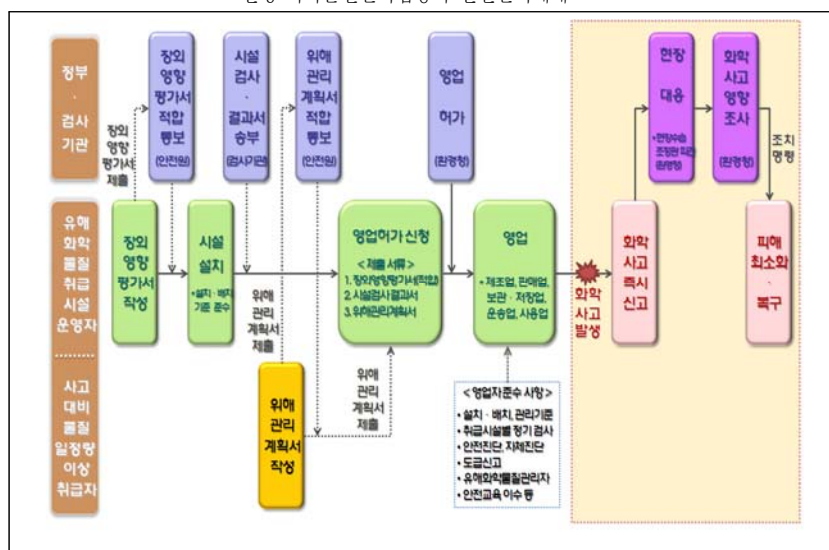 정부
·
검사
기관
장외
영향
평가서
적합
통보
(안전원)
시설
검사
·
결과서
송부
(검사기관)
위해
관리
계획서
적합
통보
(안전원)
영업
허가
(환경청)
현장
대응
*현장수습
조정관 파견
(환경청)
화학
사고
영향
조사
(환경청)
장외
영향
평가서
제출
조치
명령
유해
화학
물질
취급
시설
운영자
장외
영향
평가서
작성
시설
설치
*설치·배치
기준 준수
영업허가 신청
<제출 서류>
1. 장외영향평가서(적합)
2. 시설검사결과서
3. 위해관리계획서
영업
*제조업, 판매업,
보관·저장업,
운송업, 사용업
화학
사고
발생
화학
사고
즉시
신고
피해
최소화
·
복구
위해
관리
계획서
제출
사고
대비
물질
일정량
이상
취급자
위해
관리
계획서
작성
위해
관리
계획서
제출
<영업자 준수 사항>
•설치·배치, 관리기준
•취급시설별 정기 검사
•안전진단, 자체진단
•도급신고
•유해화학물질관리자
•안전교육 이수 등